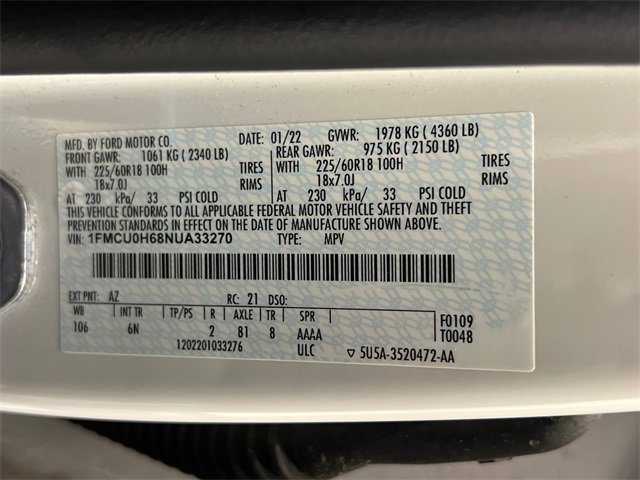 MFD. BY FORD MOTOR CO. DATE: 01/22 GVWR: 1978 KG ( 4360 LB)
FRONT GAWR: 1061 KG ( 2340 LB) REAR GAWR: 975 KG ( 2150 LB)
WITH 225/60R18 100H TIRES WITH 225/60R18 100H TIRES
18x7.0J RIMS 18x7.0J RIMS
AT 230 kPa/ 33 PSI COLD AT 230 kPa/ 33 PSI COLD
THIS VEHICLE CONFORMS TO ALL APPLICABLE FEDERAL MOTOR VEHICLE SAFETY AND THEFT
PREVENTION STANDARDS IN EFFECT ON THE DATE OF MANUFACTURE SHOWN ABOVE.
VIN: 1FMCU0H68NUA33270 TYPE: MPV
EXT PNT: AZ RC: 21 DSO:
WB INT TR TP/PS R AXLE TR SPR
106 6N 2 81 8 AAAA
F0109
T0048
1202201033276 ULC 5U5A-3520472-AA